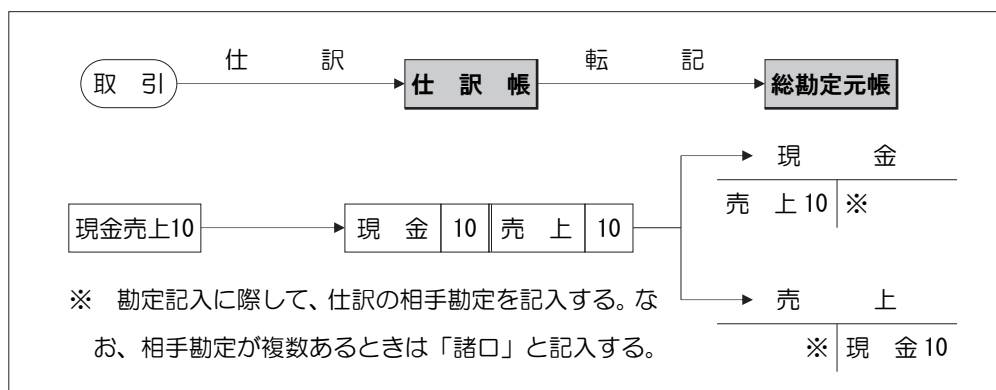 仕 訳 転 記
取 引 仕 訳 帳 総勘定元帳
現 金
売 上 10 ※
現金売上10 現 金 10 売 上 10
※ 勘定記入に際して、仕訳の相手勘定を記入する。な
お、相手勘定が複数あるときは「諸口」と記入する。
売 上
※ 現 金 10